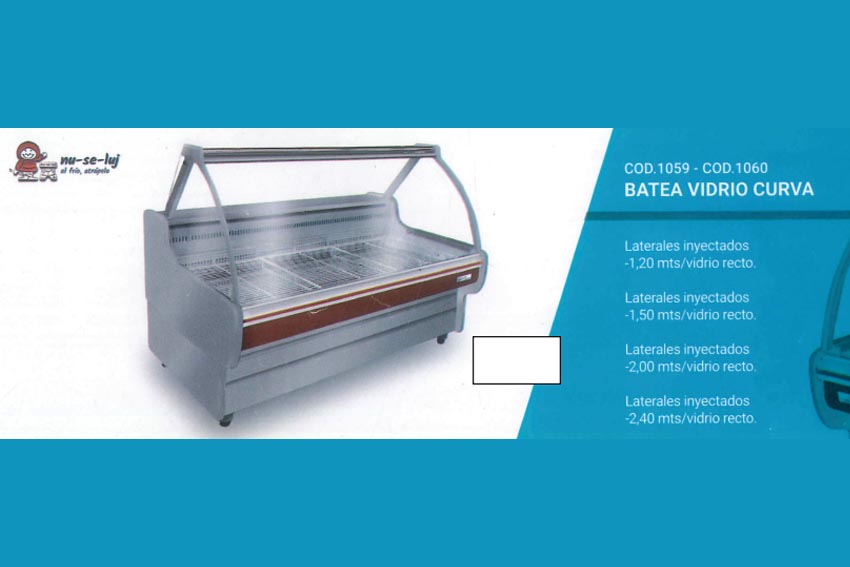 nu-se-luj
al frío, atrápelo
COD.1059 - COD.1060
BATEA VIDRIO CURVA
Laterales inyectados
-1,20 mts/vidrio recto.
Laterales inyectados
-1,50 mts/vidrio recto.
Laterales inyectados
-2,00 mts/vidrio recto.
Laterales inyectados
-2,40 mts/vidrio recto.